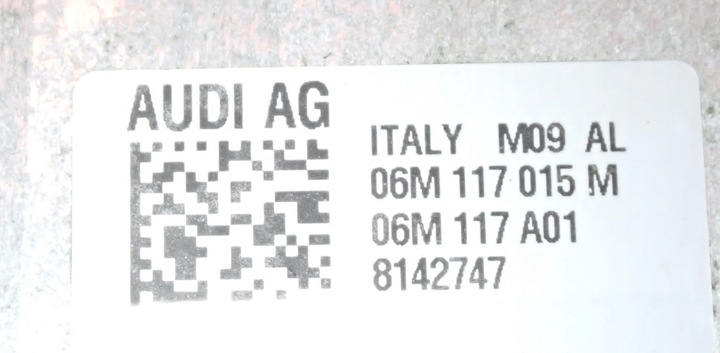 AUDI AG
ITALY M09 AL
06M 117 015 M
06M 117 A01
8142747